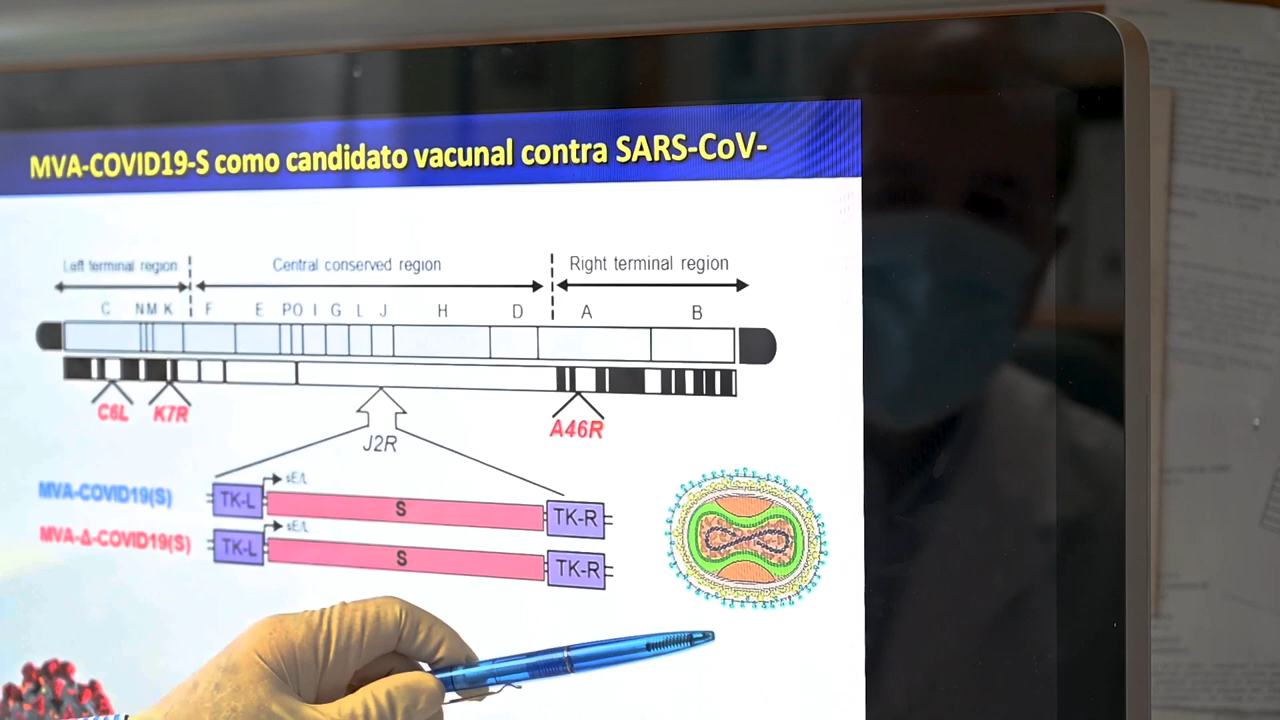 MVA-COVID19-S como candidato vacunal contra SARS-CoV-
Left terminal region Central conserved region Right terminal region
C N M K F E P O I G L J H D A B
C6L K7R A46R
J2R
MVA-COVID19(S) TK-L sE/L S TK-R
MVA-Δ-COVID19(S) TK-L sE/L S TK-R